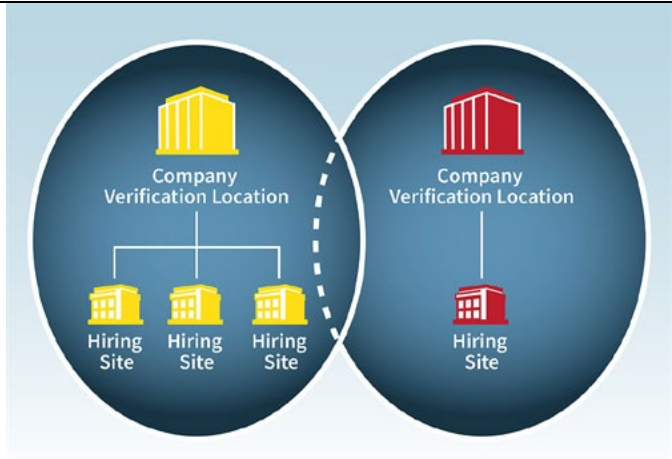 Company
Verification Location
Hiring
Site
Hiring
Site
Hiring
Site
Company
Verification Location
Hiring
Site